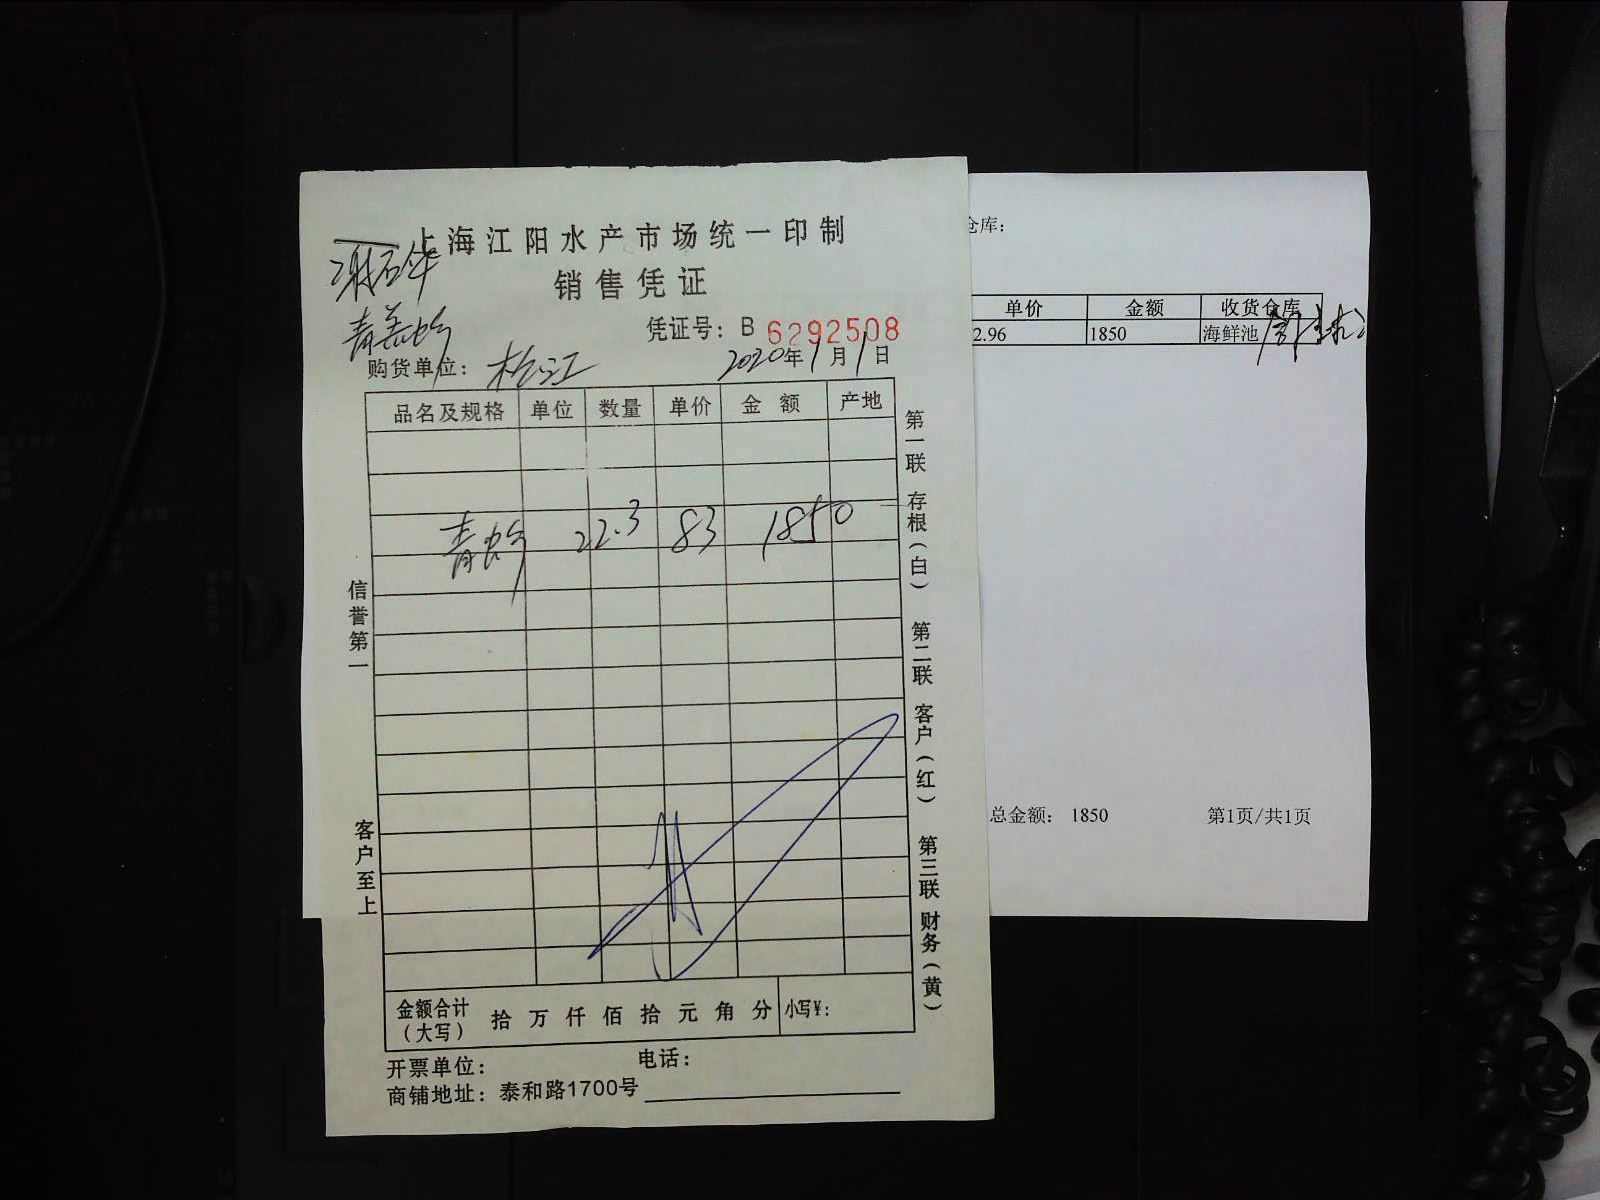 上海江阳水产市场统一印制
销售凭证
凭证号：B 6292508
青盖蚧
购货单位：松江 2020年1月1日
品名及规格 单位 数量 单价 金额 产地
青蚧 22.3 83 1850
信誉第一
客户至上
第一联 存根（白） 第二联 客户（红） 第三联 财务（黄）
金额合计（大写） 拾 万 仟 佰 拾 元 角 分 小写¥：
开票单位： 电话：
商铺地址：泰和路1700号
仓库：
单价 金额 收货仓库
2.96 1850 海鲜池
总金额： 1850 第1页/共1页